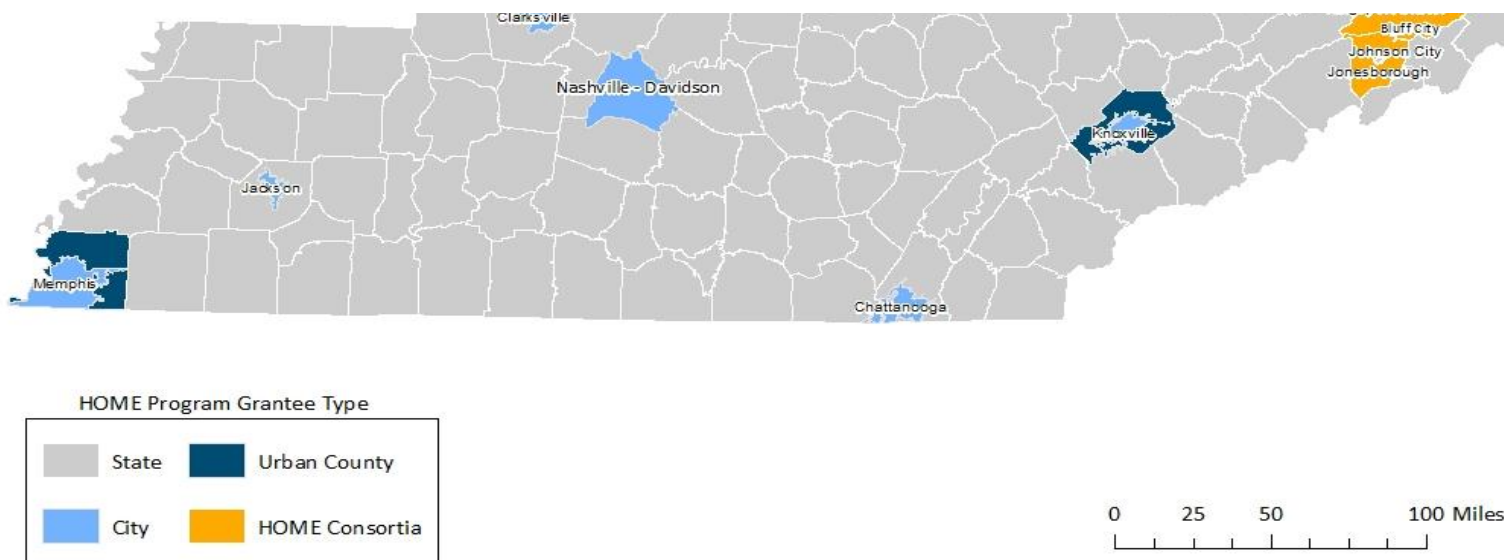 Clarksville
Bluff City
Johnson City
Nashville - Davidson
Jonesborough
Knoxville
Jackson
Memphis
Chattanooga
HOME Program Grantee Type
State
Urban County
City
HOME Consortia
0 25 50 100 Miles